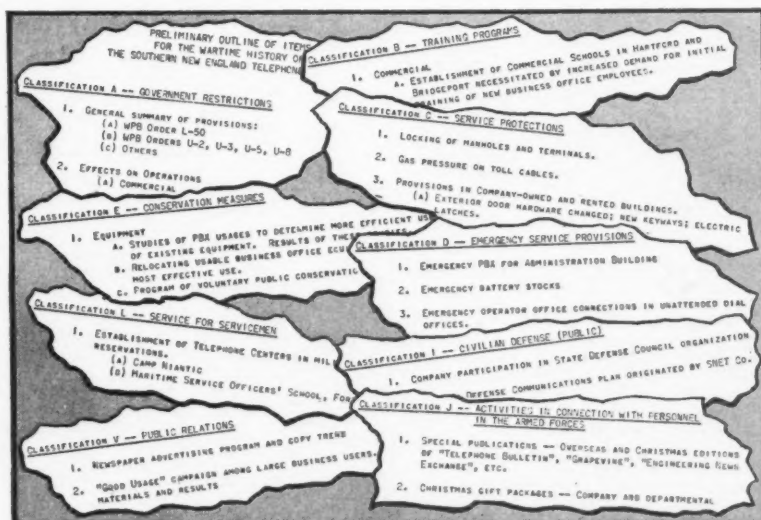 PRELIMINARY OUTLINE OF ITEMS
FOR THE WARTIME HISTORY OF
THE SOUTHERN NEW ENGLAND TELEPHONE
CLASSIFICATION A -- GOVERNMENT RESTRICTIONS
1. GENERAL SUMMARY OF PROVISIONS:
(A) WPB ORDER L-50
(B) WPB ORDERS U-2, U-3, U-5, U-8
(C) OTHERS
2. EFFECTS ON OPERATIONS
(A) COMMERCIAL
CLASSIFICATION B -- TRAINING PROGRAMS
1. COMMERCIAL
A. ESTABLISHMENT OF COMMERCIAL SCHOOLS IN HARTFORD AND
BRIDGEPORT NECESSITATED BY INCREASED DEMAND FOR INITIAL
TRAINING OF NEW BUSINESS OFFICE EMPLOYEES.
CLASSIFICATION C -- SERVICE PROTECTIONS
1. LOCKING OF MANHOLES AND TERMINALS.
2. GAS PRESSURE ON TOLL CABLES.
3. PROVISIONS IN COMPANY-OWNED AND RENTED BUILDINGS.
(A) EXTERIOR DOOR HARDWARE CHANGED; NEW KEYWAYS; ELECTRIC
LATCHES.
CLASSIFICATION E -- CONSERVATION MEASURES
1. EQUIPMENT
A. STUDIES OF PBX USAGES TO DETERMINE MORE EFFICIENT USE
OF EXISTING EQUIPMENT. RESULTS OF THESE
B. RELOCATING USABLE BUSINESS OFFICE
MOST EFFECTIVE USE.
C. PROGRAM OF VOLUNTARY PUBLIC CONSERVATIO
CLASSIFICATION D -- EMERGENCY SERVICE PROVISIONS
1. EMERGENCY PBX FOR ADMINISTRATION BUILDING
2. EMERGENCY BATTERY STOCKS
3. EMERGENCY OPERATOR OFFICE CONNECTIONS IN UNATTENDED DIAL
OFFICES.
CLASSIFICATION L -- SERVICE FOR SERVICEMEN
1. ESTABLISHMENT OF TELEPHONE CENTERS IN MIL
RESERVATIONS.
(A) CAMP NIANTIC
(B) MARITIME SERVICE OFFICERS' SCHOOL, FOR
CLASSIFICATION I -- CIVILIAN DEFENSE (PUBLIC)
1. COMPANY PARTICIPATION IN STATE DEFENSE COUNCIL ORGANIZATION
DEFENSE COMMUNICATIONS PLAN ORIGINATED BY SNET CO.
CLASSIFICATION V -- PUBLIC RELATIONS
1. NEWSPAPER ADVERTISING PROGRAM AND COPY TREND
2. "GOOD USAGE" CAMPAIGN AMONG LARGE BUSINESS USERS.
MATERIALS AND RESULTS
CLASSIFICATION J -- ACTIVITIES IN CONNECTION WITH PERSONNEL
IN THE ARMED FORCES
1. SPECIAL PUBLICATIONS -- OVERSEAS AND CHRISTMAS EDITIONS
OF "TELEPHONE BULLETIN", "GRAPEVINE", "ENGINEERING NEWS
EXCHANGE", ETC.
2. CHRISTMAS GIFT PACKAGES -- COMPANY AND DEPARTMENTAL